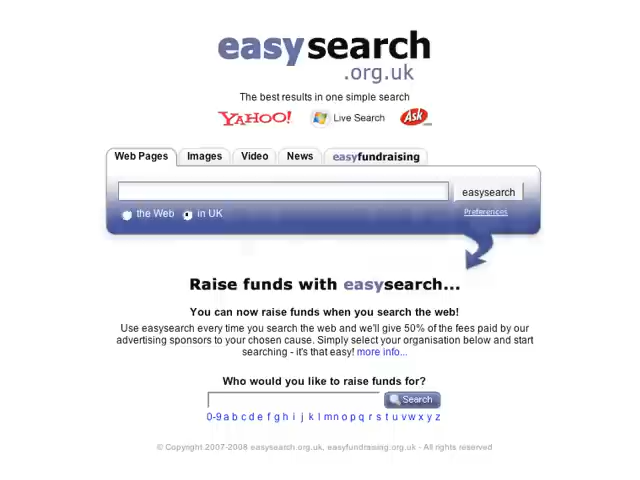 easysearch
.org.uk
The best results in one simple search
YAHOO! Live Search Ask.com
Web Pages Images Video News easyfundraising
easysearch
the Web in UK Preferences
Raise funds with easysearch...
You can now raise funds when you search the web!
Use easysearch every time you search the web and we'll give 50% of the fees paid by our
advertising sponsors to your chosen cause. Simply select your organisation below and start
searching - it's that easy! more info...
Who would you like to raise funds for?
Search
0-9 a b c d e f g h i j k l m n o p q r s t u v w x y z
© Copyright 2007-2008 easysearch.org.uk, easyfundraising.org.uk - All rights reserved